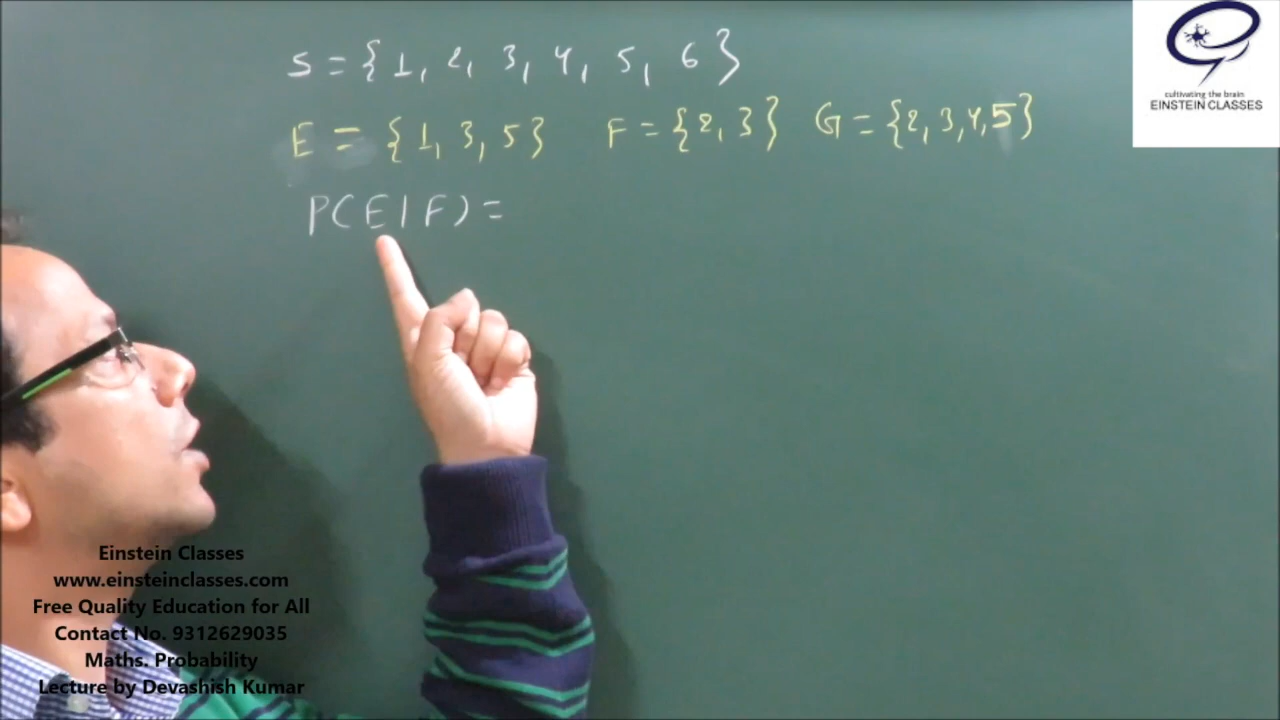 S = {1, 2, 3, 4, 5, 6}
E = {1, 3, 5} F = {2, 3} G = {2, 3, 4, 5}
P(E|F) =
cultivating the brain
EINSTEIN CLASSES
Einstein Classes
www.einsteinclasses.com
Free Quality Education for All
Contact No. 9312629035
Maths. Probability
Lecture by Devashish Kumar